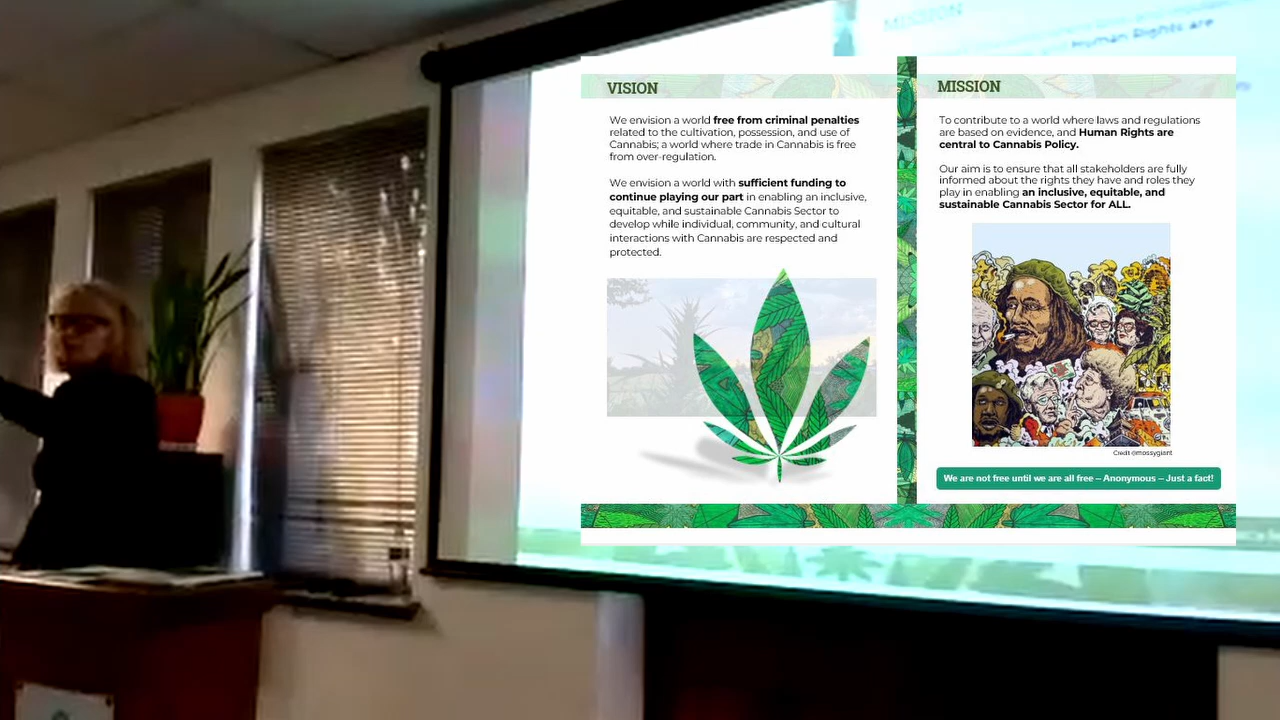 MISSION
Human Rights are
VISION
We envision a world free from criminal penalties
related to the cultivation, possession, and use of
Cannabis; a world where trade in Cannabis is free
from over-regulation.
We envision a world with sufficient funding to
continue playing our part in enabling an inclusive,
equitable, and sustainable Cannabis Sector to
develop while individual, community, and cultural
interactions with Cannabis are respected and
protected.
MISSION
To contribute to a world where laws and regulations
are based on evidence, and Human Rights are
central to Cannabis Policy.
Our aim is to ensure that all stakeholders are fully
informed about the rights they have and roles they
play in enabling an inclusive, equitable, and
sustainable Cannabis Sector for ALL.
Credit @mossygiant
We are not free until we are all free – Anonymous – Just a fact!